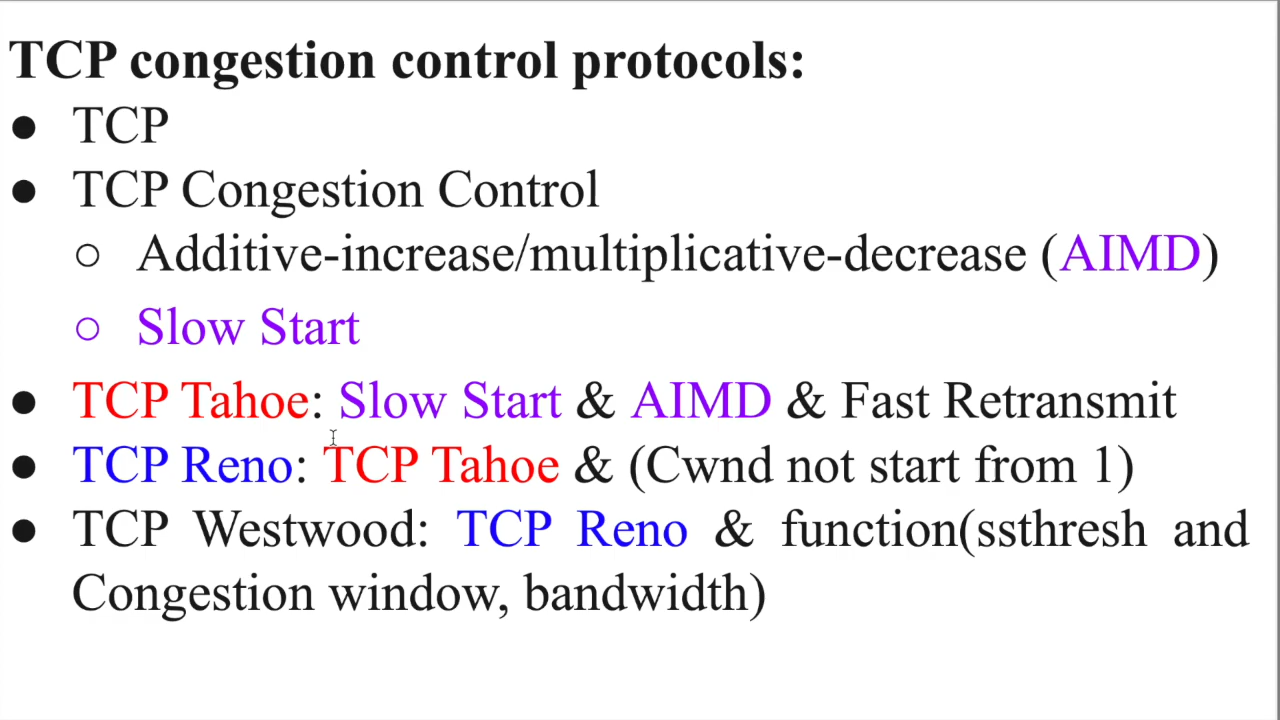 TCP congestion control protocols:
● TCP
● TCP Congestion Control
○ Additive-increase/multiplicative-decrease (AIMD)
○ Slow Start
● TCP Tahoe: Slow Start & AIMD & Fast Retransmit
● TCP Reno: TCP Tahoe & (Cwnd not start from 1)
● TCP Westwood: TCP Reno & function(ssthresh and
Congestion window, bandwidth)